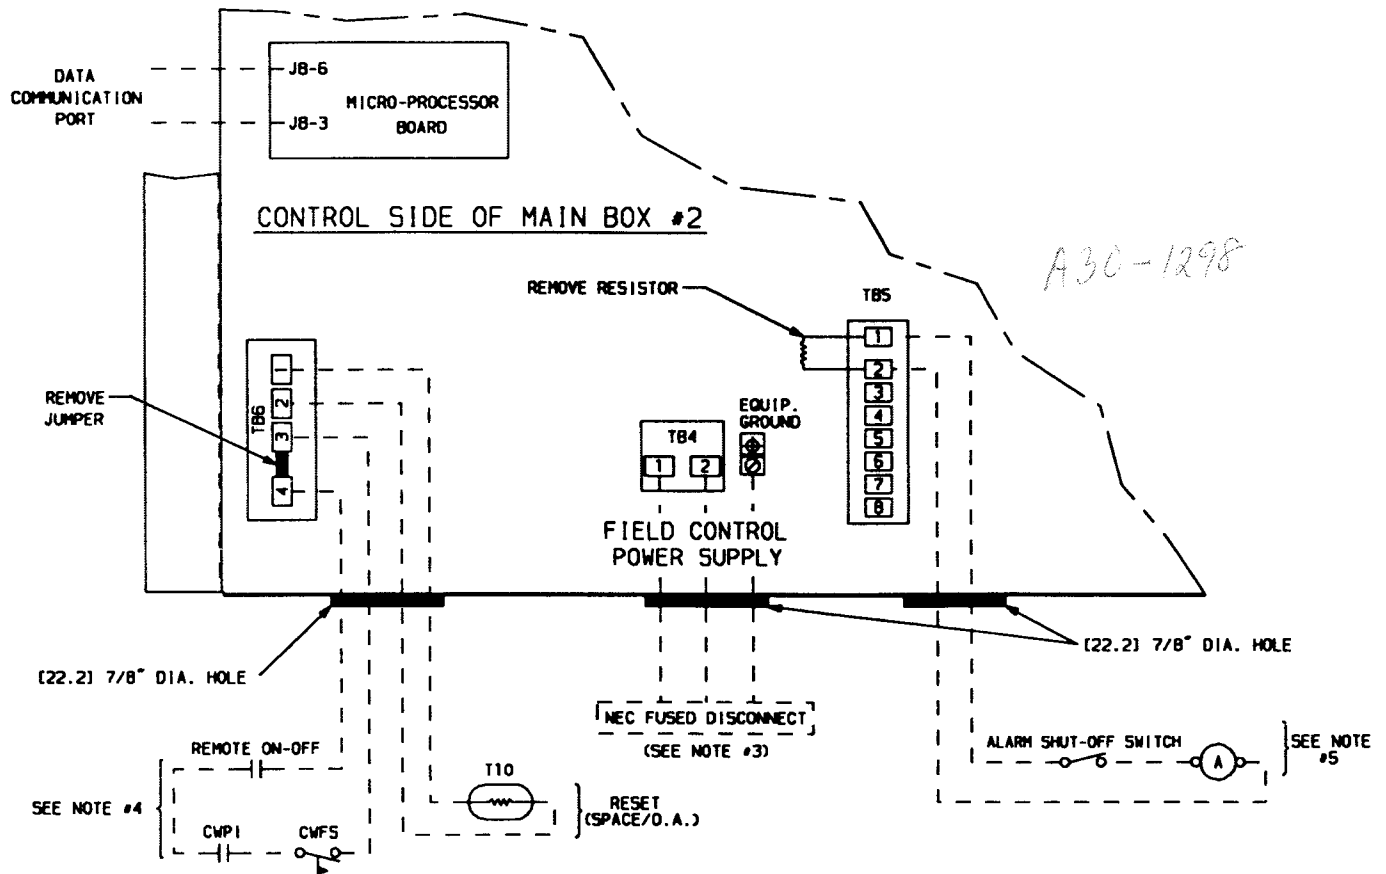 DATA
COMMUNICATION
PORT
J8-6
J8-3
MICRO-PROCESSOR
BOARD
CONTROL SIDE OF MAIN BOX #2
A30-1298
REMOVE RESISTOR
TB5
1
2
3
4
5
6
7
8
REMOVE
JUMPER
TB6
1
2
3
4
EQUIP.
GROUND
TB4
1
2
FIELD CONTROL
POWER SUPPLY
[22.2] 7/8" DIA. HOLE
[22.2] 7/8" DIA. HOLE
NEC FUSED DISCONNECT
(SEE NOTE #3)
REMOTE ON-OFF
SEE NOTE #4
CWPI
CWFS
T10
RESET
(SPACE/O.A.)
ALARM SHUT-OFF SWITCH
A
SEE NOTE
#5